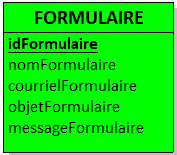 FORMULAIRE
idFormulaire
nomFormulaire
courrielFormulaire
objetFormulaire
messageFormulaire